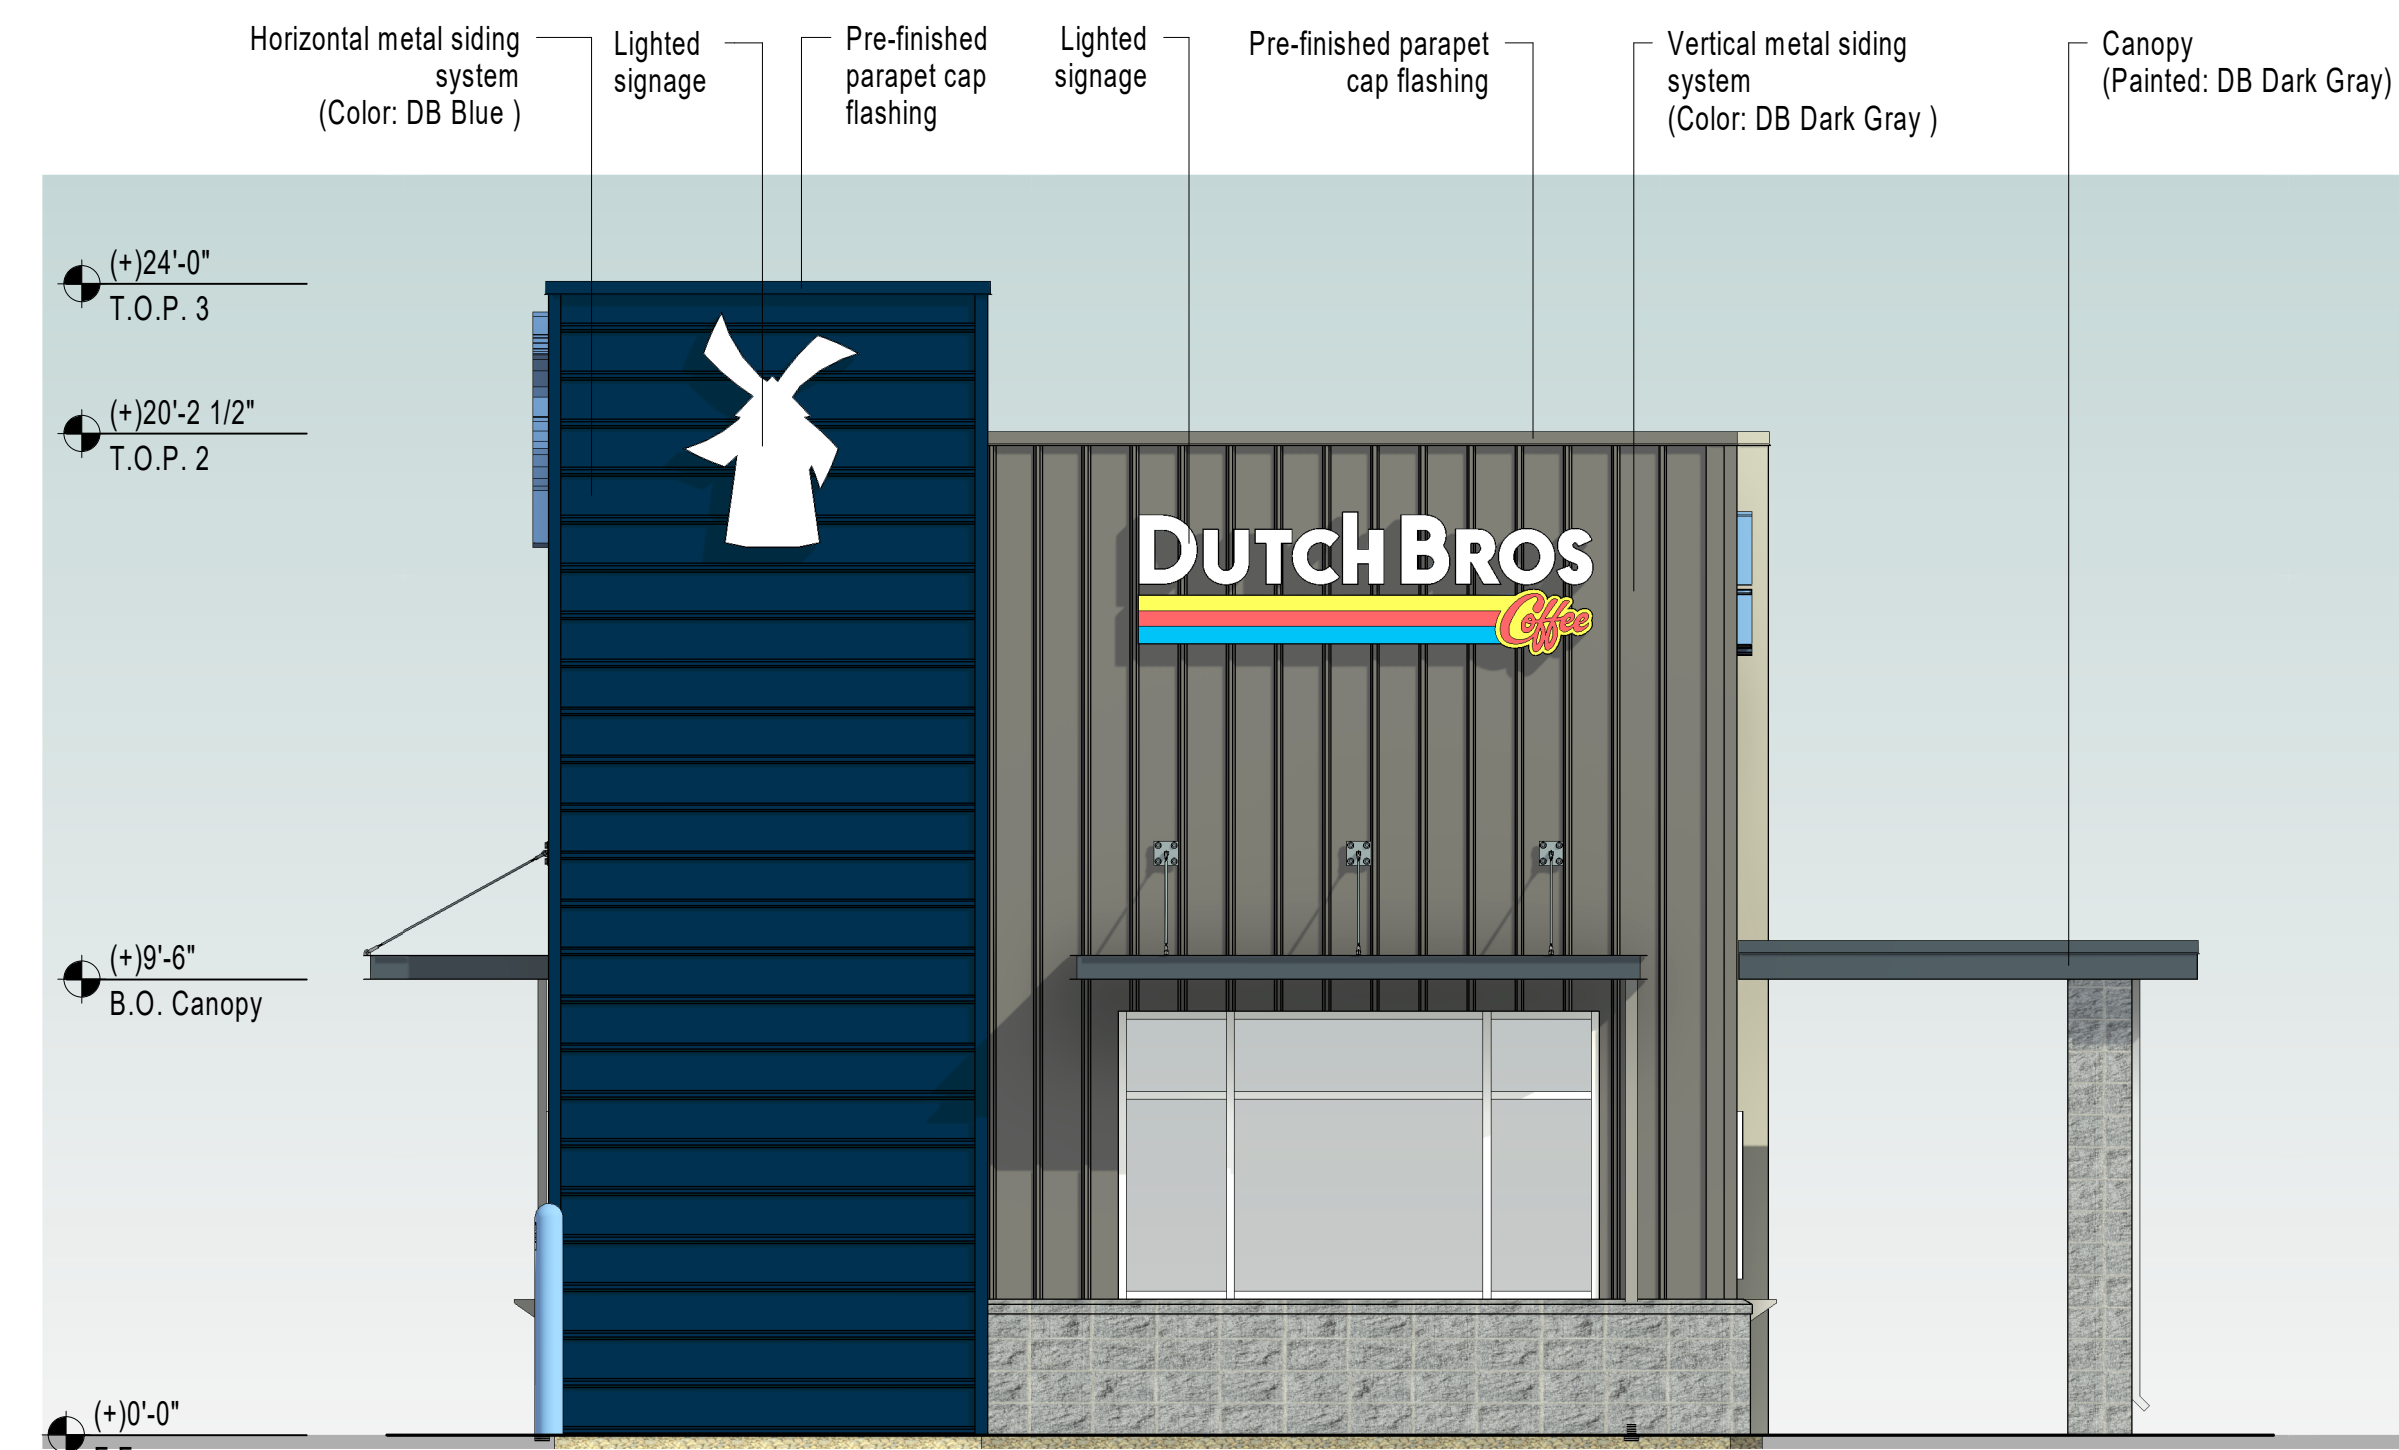 Horizontal metal siding
system
(Color: DB Blue )
Lighted
signage
Pre-finished
parapet cap
flashing
Lighted
signage
Pre-finished parapet
cap flashing
Vertical metal siding
system
(Color: DB Dark Gray )
Canopy
(Painted: DB Dark Gray)
(+)24'-0"
T.O.P. 3
(+)20'-2 1/2"
T.O.P. 2
DUTCH BROS
Coffee
(+)9'-6"
B.O. Canopy
(+)0'-0"